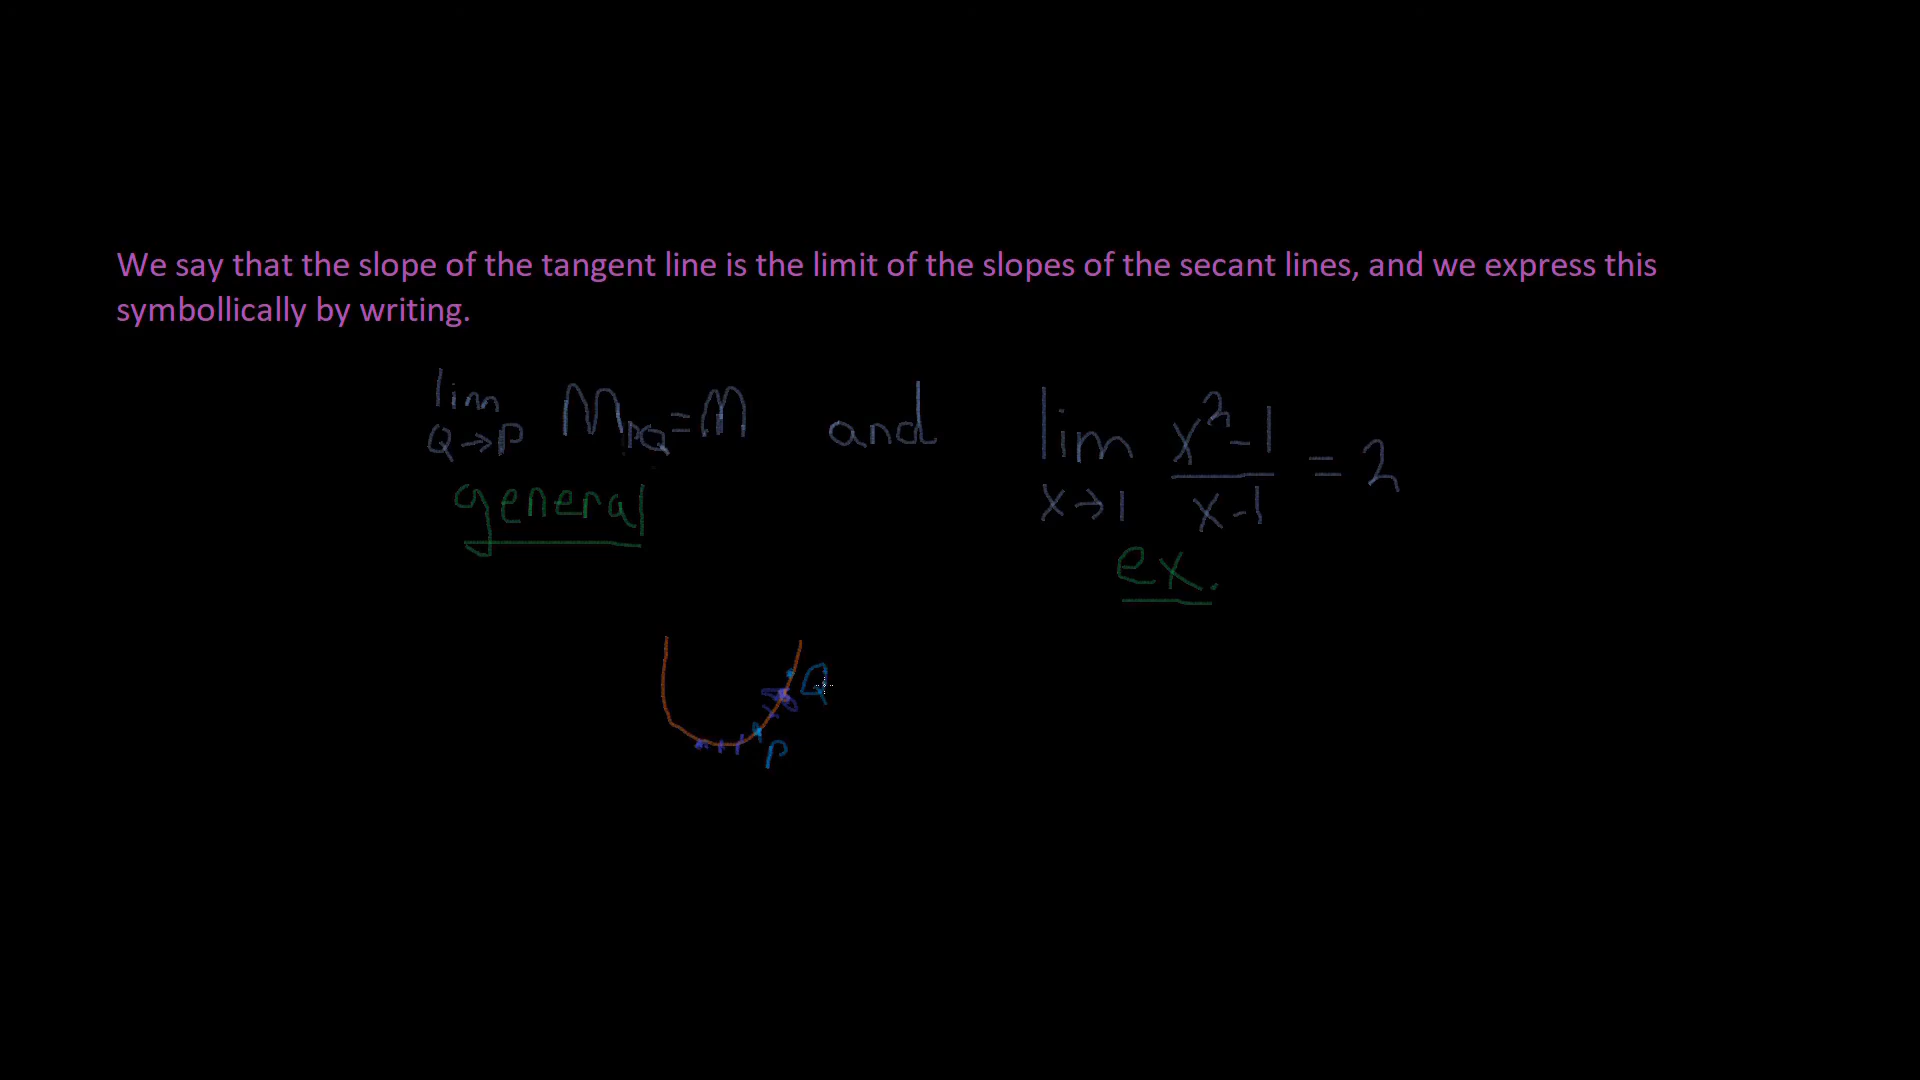 We say that the slope of the tangent line is the limit of the slopes of the secant lines, and we express this
symbollically by writing.
lim Q→P M_PQ = M and lim x→1 (x²-1)/(x-1) = 2
general
ex.
Q
P